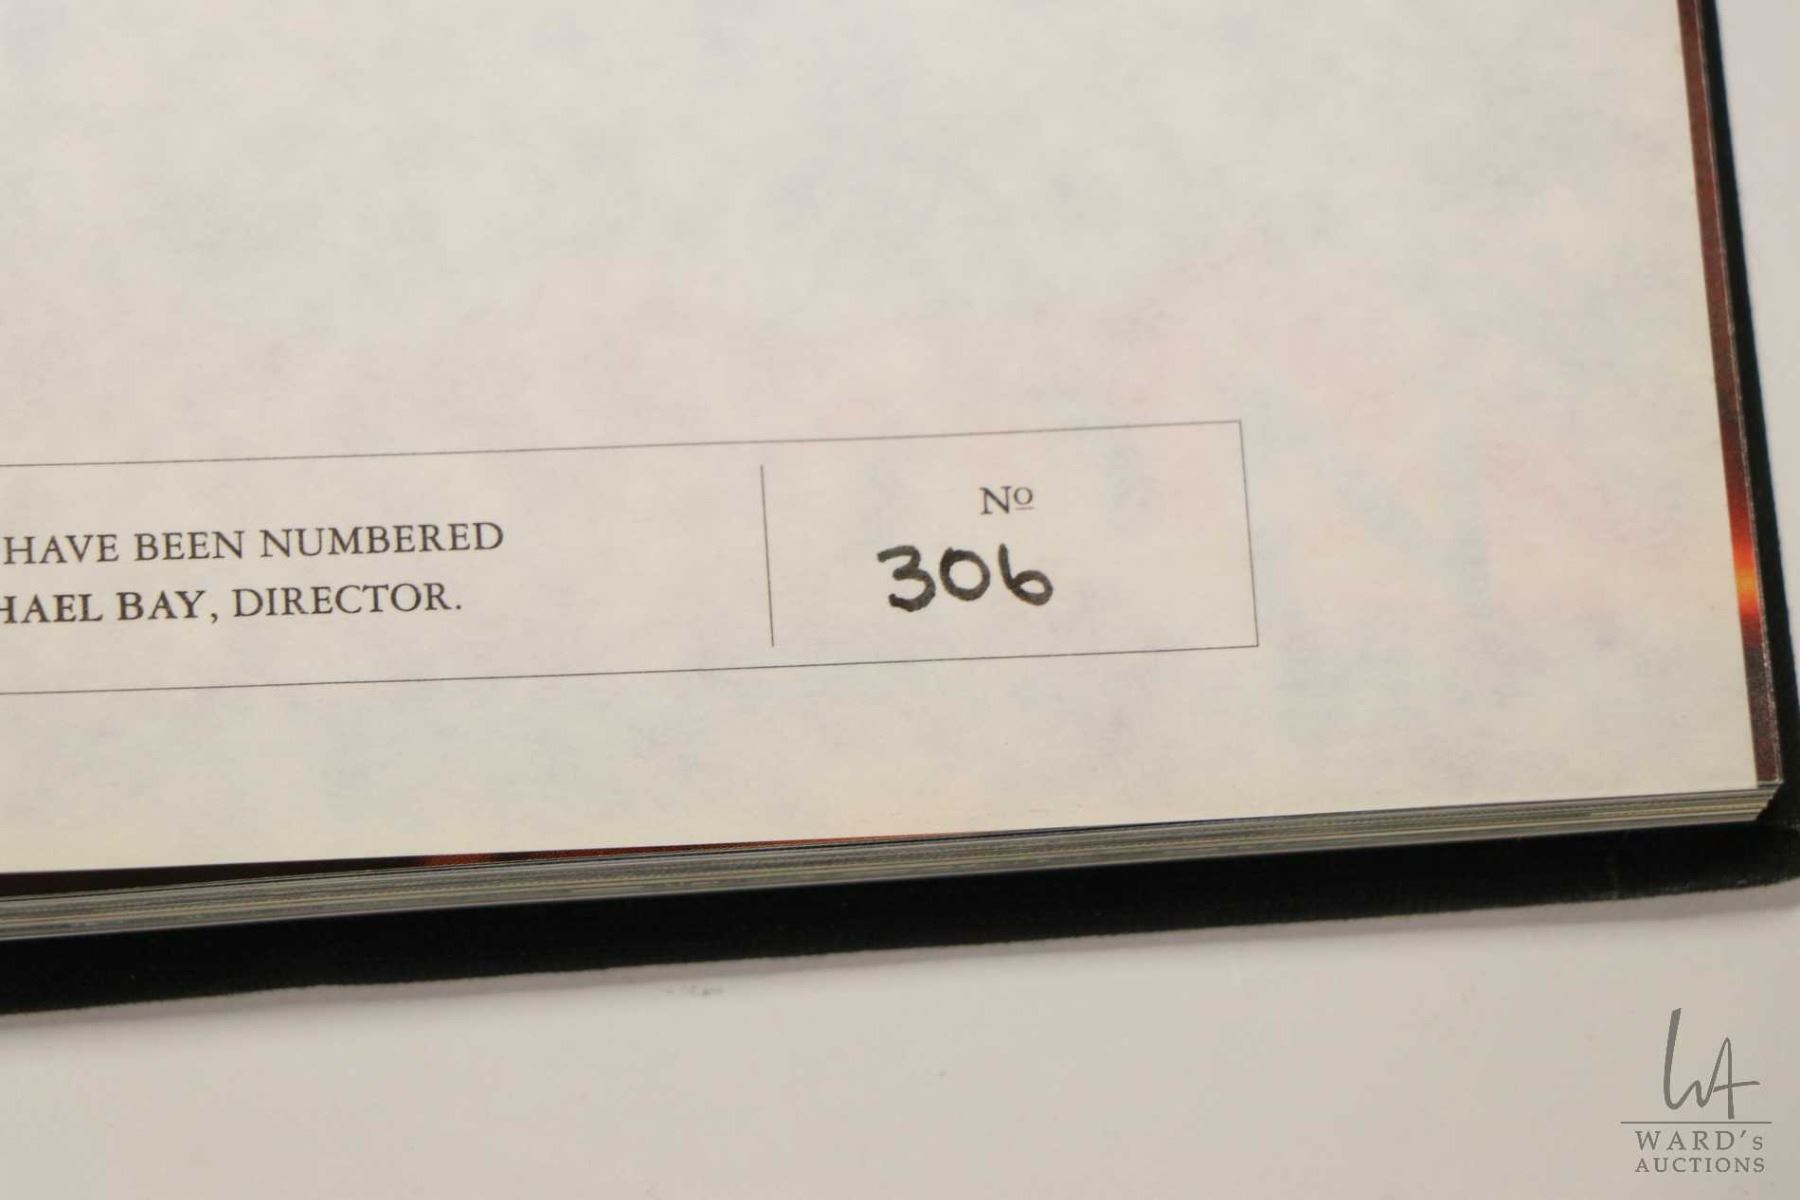 Nº
HAVE BEEN NUMBERED
306
HAEL BAY, DIRECTOR.
WARD's
AUCTIONS